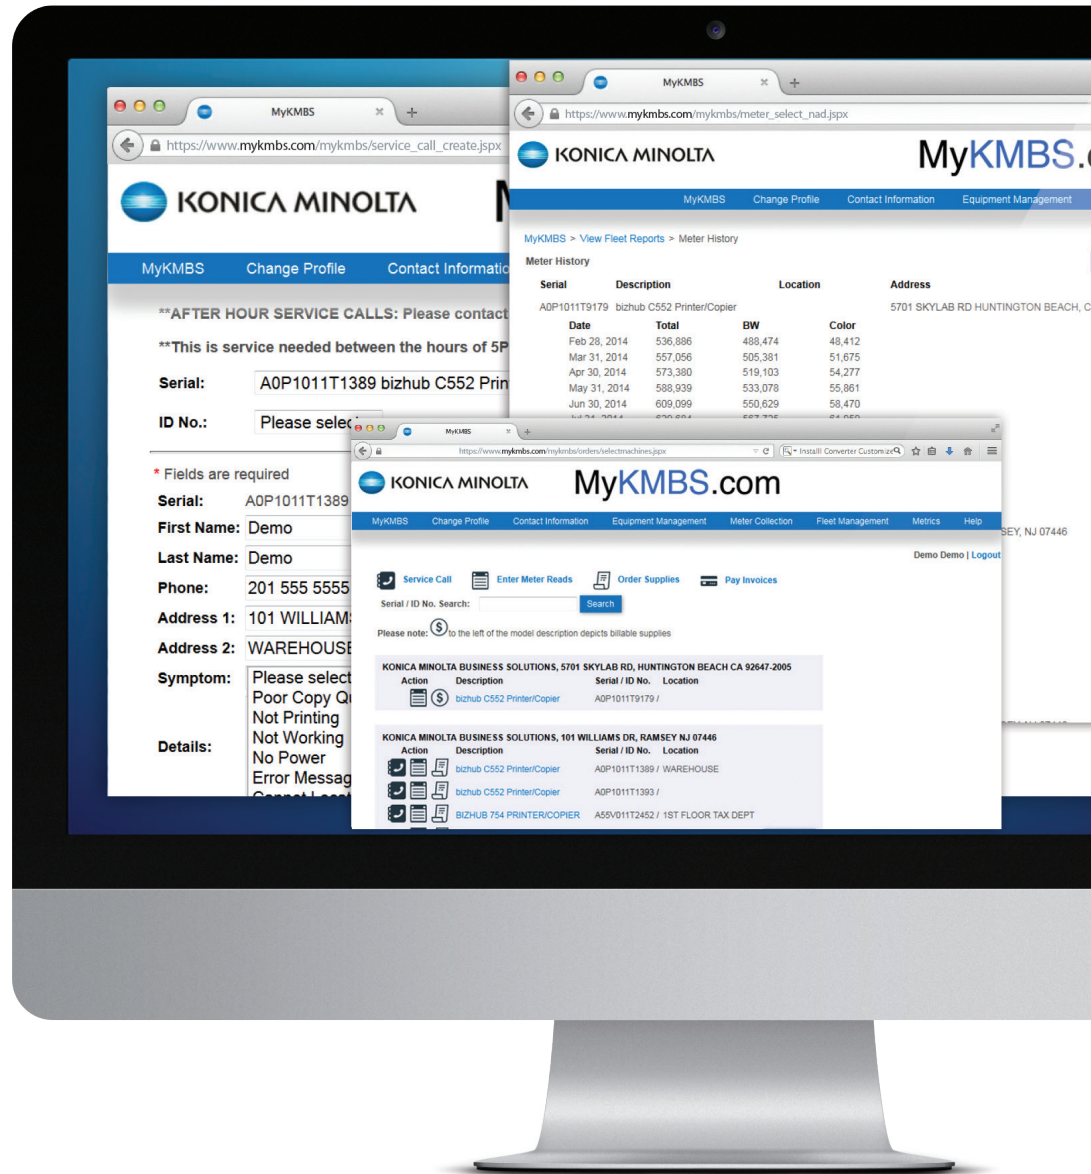 MyKMBS
https://www.mykmbs.com/mykmbs/service_call_create.jspx
KONICA MINOLTA
MyKMBS Change Profile Contact Informatio
**AFTER HOUR SERVICE CALLS: Please contact
**This is service needed between the hours of 5P
Serial: A0P1011T1389 bizhub C552 Prin
ID No.: Please selec
* Fields are required
Serial: A0P1011T1389
First Name: Demo
Last Name: Demo
Phone: 201 555 5555
Address 1: 101 WILLIAMS
Address 2: WAREHOUSE
Symptom: Please select
Poor Copy Qu
Not Printing
Details: Not Working
No Power
Error Messag
MyKMBS
https://www.mykmbs.com/mykmbs/meter_select_nad.jspx
KONICA MINOLTA MyKMBS.c
MyKMBS Change Profile Contact Information Equipment Management
MyKMBS > View Fleet Reports > Meter History
Meter History
Serial Description Location Address
A0P1011T9179 bizhub C552 Printer/Copier 5701 SKYLAB RD HUNTINGTON BEACH, C
Date Total BW Color
Feb 28, 2014 536,886 488,474 48,412
Mar 31, 2014 557,056 505,381 51,675
Apr 30, 2014 573,380 519,103 54,277
May 31, 2014 588,939 533,078 55,861
Jun 30, 2014 609,099 550,629 58,470
SEY, NJ 07446
MyKMBS
https://www.mykmbs.com/mykmbs/orders/selectmachines.jspx Installl Converter Customize
KONICA MINOLTA MyKMBS.com
MyKMBS Change Profile Contact Information Equipment Management Meter Collection Fleet Management Metrics Help
Demo Demo | Logout
Service Call Enter Meter Reads Order Supplies Pay Invoices
Serial / ID No. Search: Search
Please note: $ to the left of the model description depicts billable supplies
KONICA MINOLTA BUSINESS SOLUTIONS, 5701 SKYLAB RD, HUNTINGTON BEACH CA 92647-2005
Action Description Serial / ID No. Location
$ bizhub C552 Printer/Copier A0P1011T9179 /
KONICA MINOLTA BUSINESS SOLUTIONS, 101 WILLIAMS DR, RAMSEY NJ 07446
Action Description Serial / ID No. Location
bizhub C552 Printer/Copier A0P1011T1389 / WAREHOUSE
bizhub C552 Printer/Copier A0P1011T1393 /
BIZHUB 754 PRINTER/COPIER A55V011T2452 / 1ST FLOOR TAX DEPT